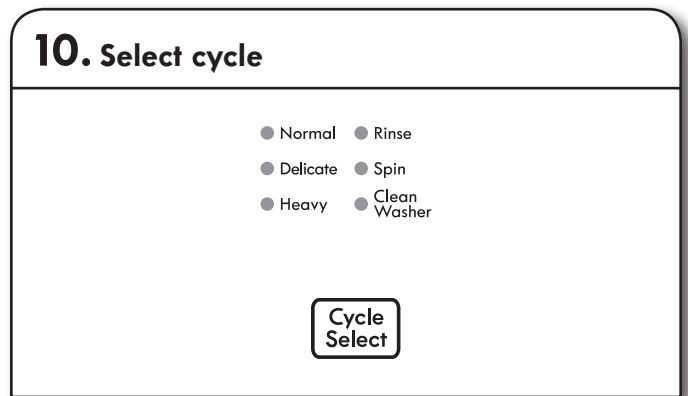 10. Select cycle
Normal
Rinse
Delicate
Spin
Heavy
Clean
Washer
Cycle
Select